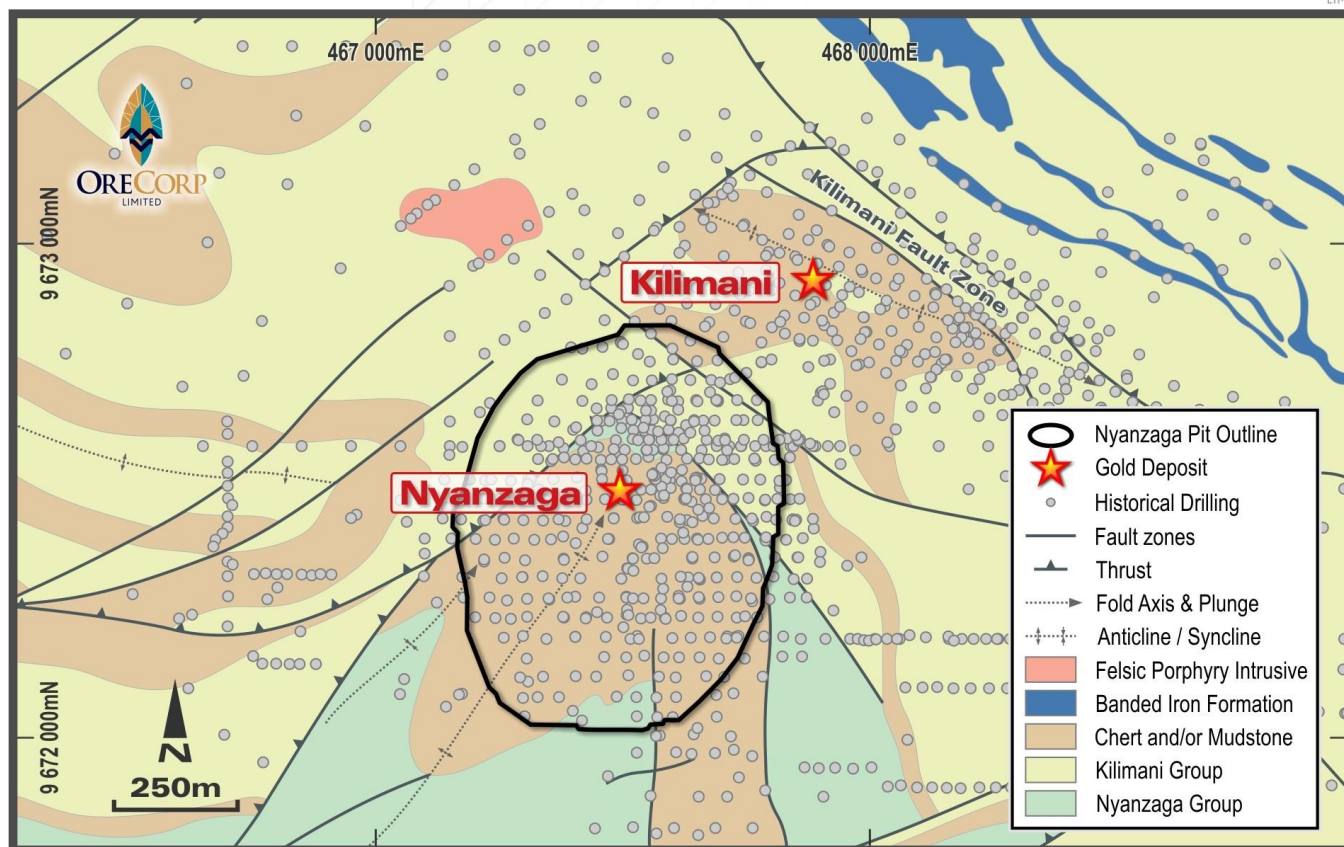 467 000mE
468 000mE
ORECORP
LIMITED
9 673 000mN
Kilimani Fault Zone
Kilimani
Nyanzaga
9 672 000mN
N
250m
Nyanzaga Pit Outline
Gold Deposit
Historical Drilling
Fault zones
Thrust
Fold Axis & Plunge
Anticline / Syncline
Felsic Porphyry Intrusive
Banded Iron Formation
Chert and/or Mudstone
Kilimani Group
Nyanzaga Group